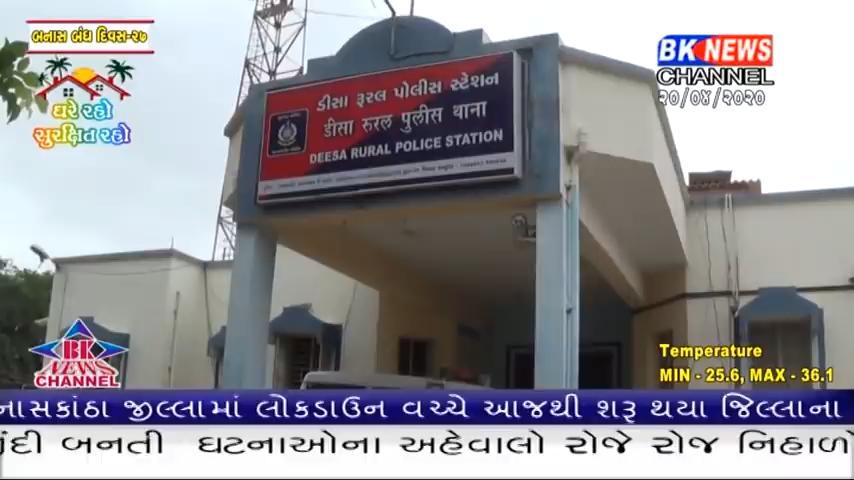 બનાસ બંધ દિવસ-૨૭
ઘરે રહો
સુરક્ષિત રહો
BK NEWS
CHANNEL
૨૦/૦૪/૨૦૨૦
ડીસા રૂરલ પોલીસ સ્ટેશન
डीसा रुरल पुलीस थाना
DEESA RURAL POLICE STATION
BK
NEWS
CHANNEL
Temperature
MIN - 25.6, MAX - 36.1
નાસકાંઠા જીલ્લામાં લોકડાઉન વચ્ચે આજથી શરૂ થયા જિલ્લાના
બનતી ઘટનાઓના અહેવાલો રોજે રોજ નિહાળો